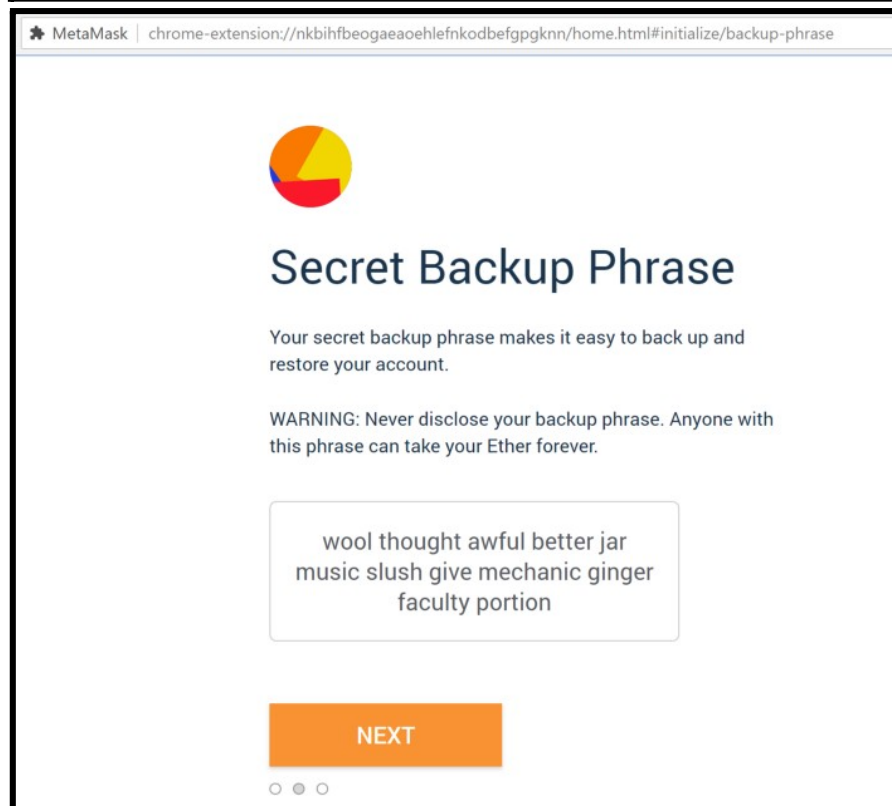 MetaMask chrome-extension://nkbihfbeogaeaoehlefnkodbefgpgknn/home.html#initialize/backup-phrase
Secret Backup Phrase
Your secret backup phrase makes it easy to back up and
restore your account.
WARNING: Never disclose your backup phrase. Anyone with
this phrase can take your Ether forever.
wool thought awful better jar
music slush give mechanic ginger
faculty portion
NEXT